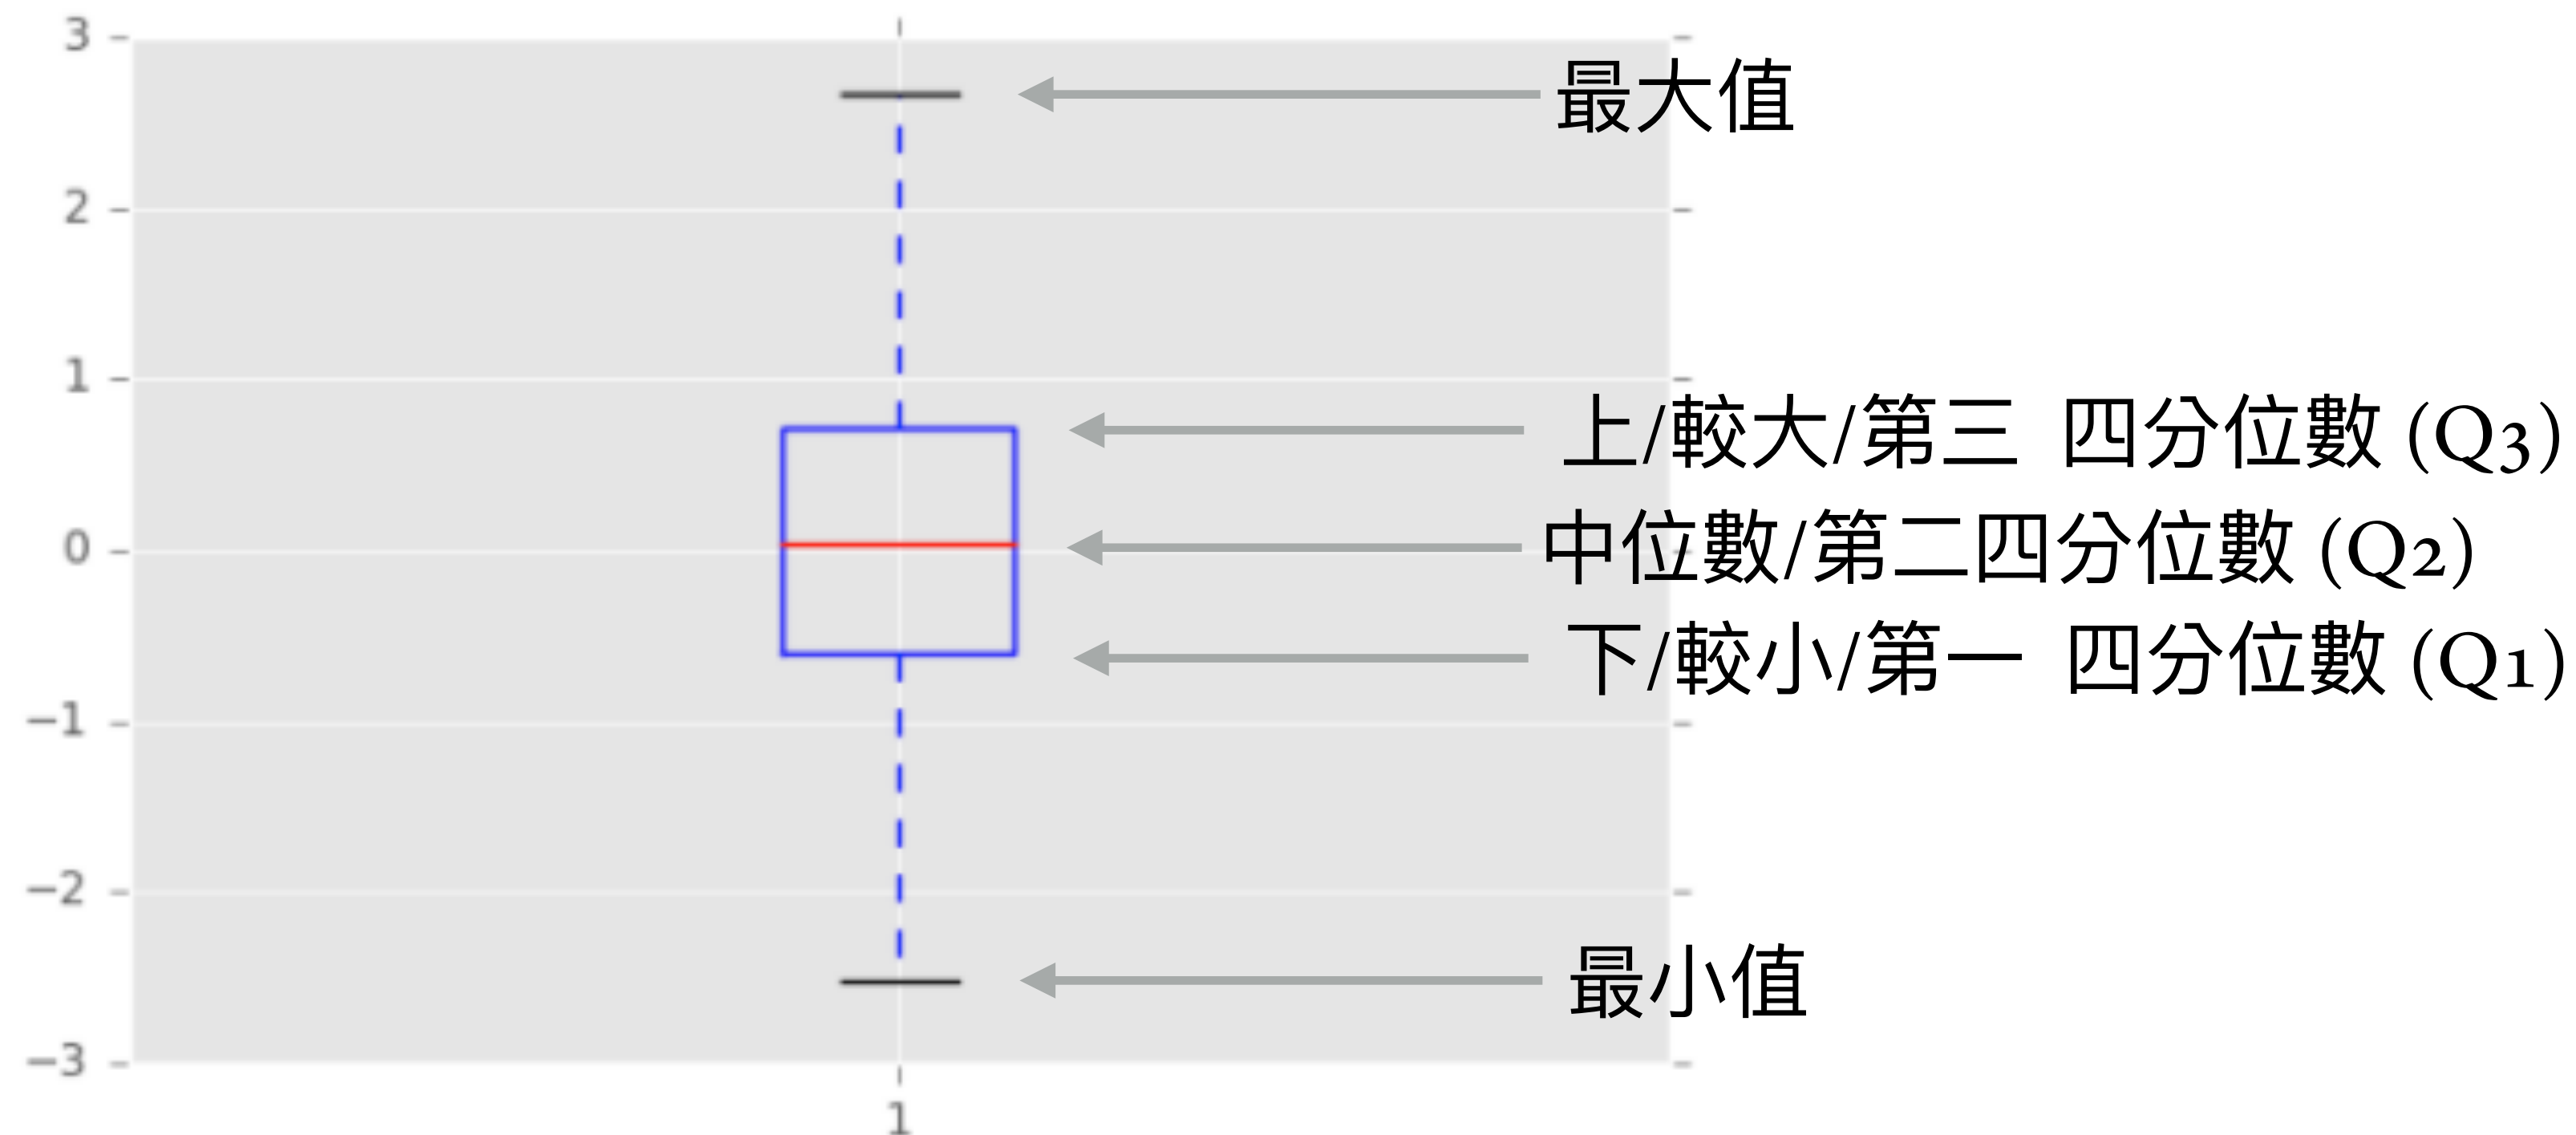 3
最大值
2
1
上/較大/第三 四分位數 (Q3)
0
中位數/第二四分位數 (Q2)
下/較小/第一 四分位數 (Q1)
−1
−2
最小值
−3
1